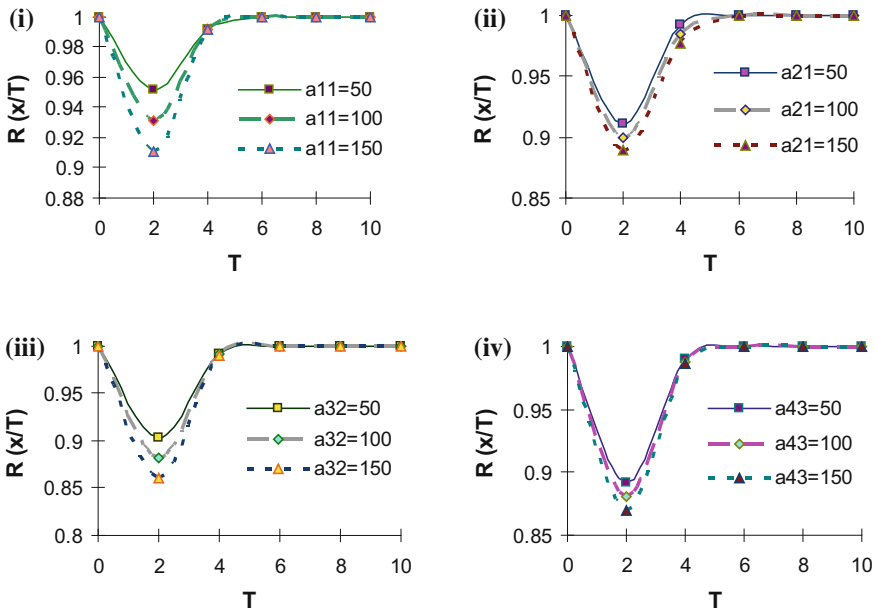 (i)
1
0.98
0.96
0.94
0.92
0.9
0.88
R (x/T)
0 2 4 6 8 10
T
a11=50
a11=100
a11=150
(ii)
1
0.95
0.9
0.85
R (x/T)
0 2 4 6 8 10
T
a21=50
a21=100
a21=150
(iii)
1
0.95
0.9
0.85
0.8
R (x/T)
0 2 4 6 8 10
T
a32=50
a32=100
a32=150
(iv)
1
0.95
0.9
0.85
R (x/T)
0 2 4 6 8 10
T
a43=50
a43=100
a43=150